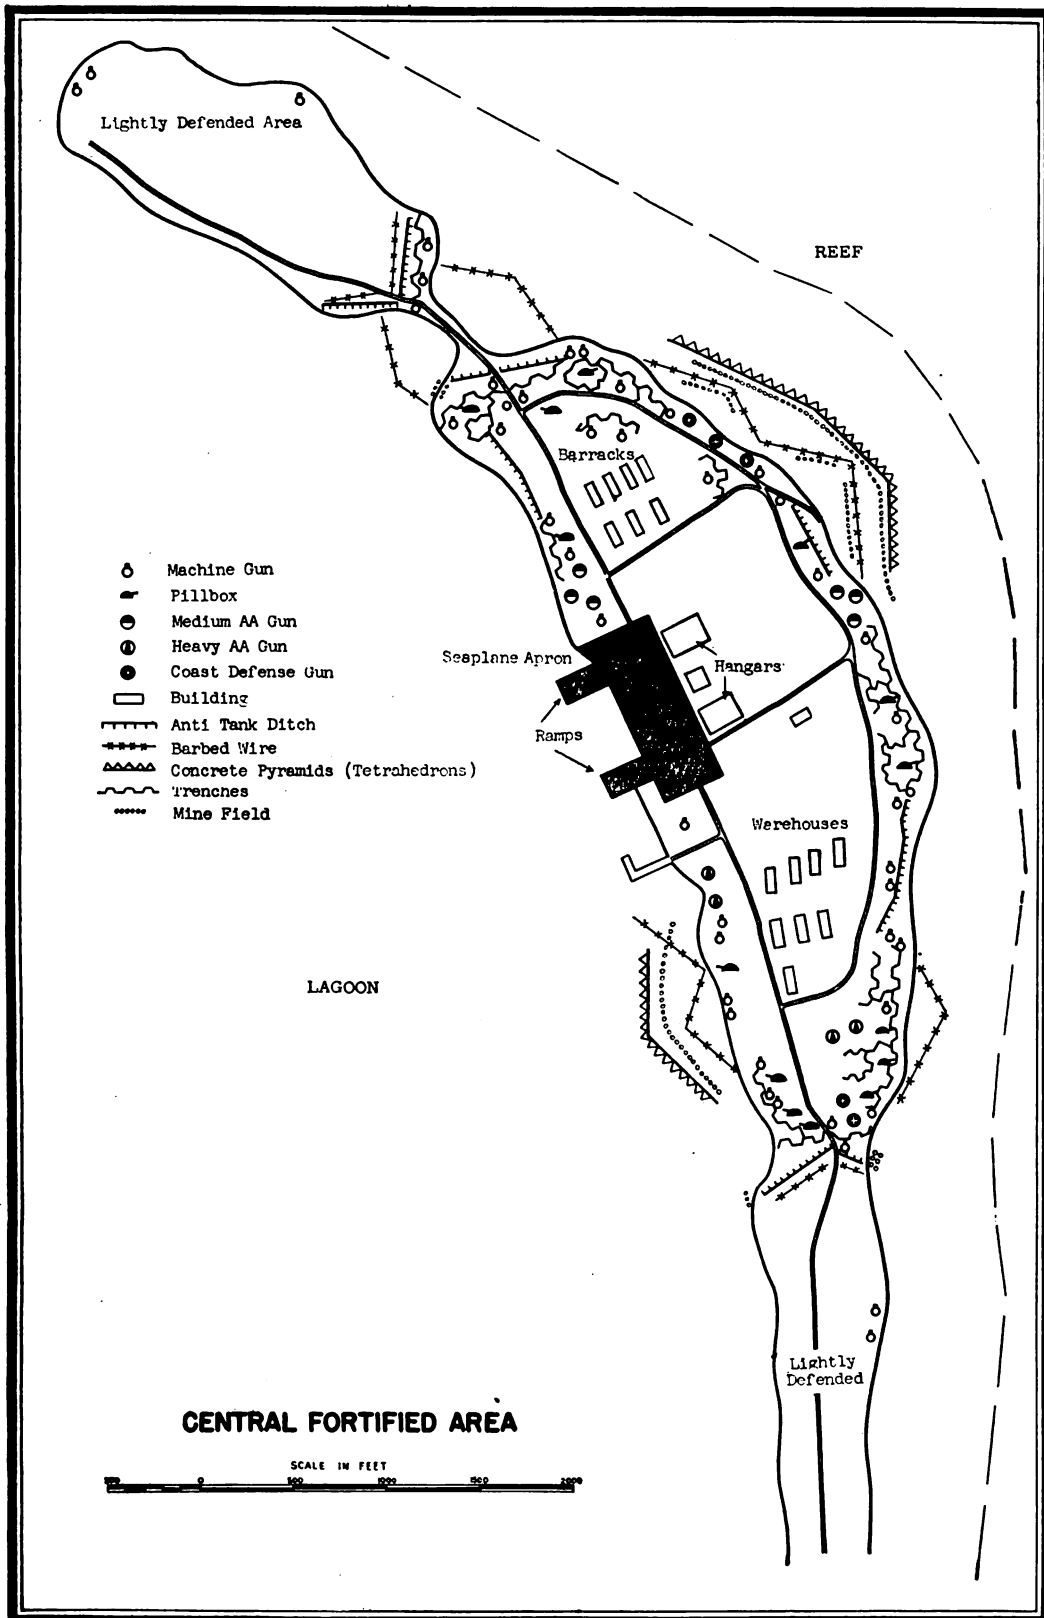 Lightly Defended Area
REEF
Barracks
Machine Gun
Pillbox
Medium AA Gun
Heavy AA Gun
Coast Defense Gun
Building
Anti Tank Ditch
Barbed Wire
Concrete Pyramids (Tetrahedrons)
Trenches
Mine Field
Seaplane Apron
Hangars
Ramps
Warehouses
LAGOON
Lightly
Defended
CENTRAL FORTIFIED AREA
SCALE IN FEET
500 0 500 1000 1500 2000